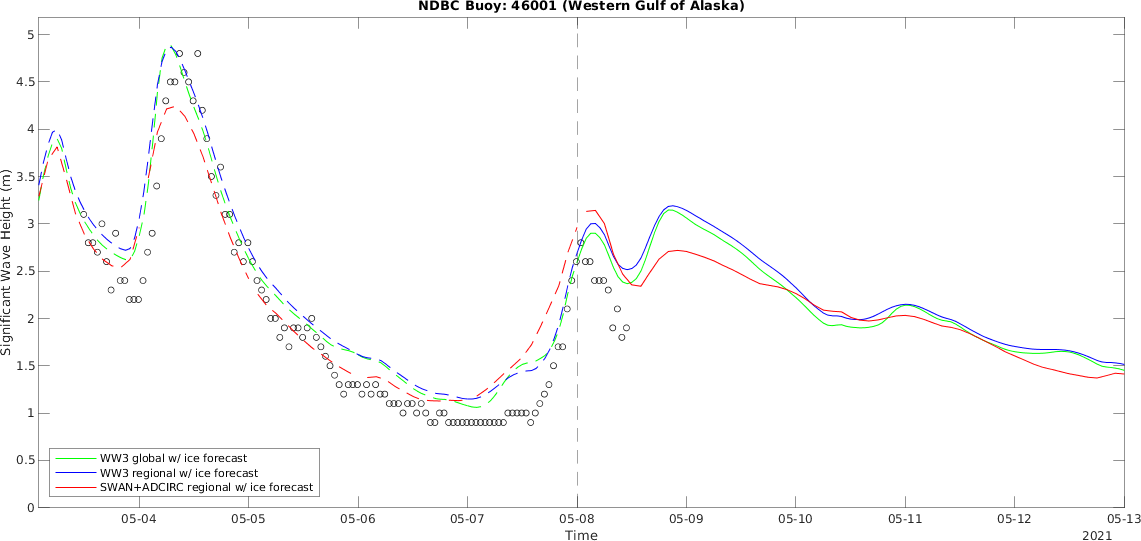 NDBC Buoy: 46001 (Western Gulf of Alaska)
Significant Wave Height (m)
5
4.5
4
3.5
3
2.5
2
1.5
1
0.5
0
WW3 global w/ ice forecast
WW3 regional w/ ice forecast
SWAN+ADCIRC regional w/ ice forecast
05-04 05-05 05-06 05-07 05-08 05-09 05-10 05-11 05-12 05-13
Time
2021